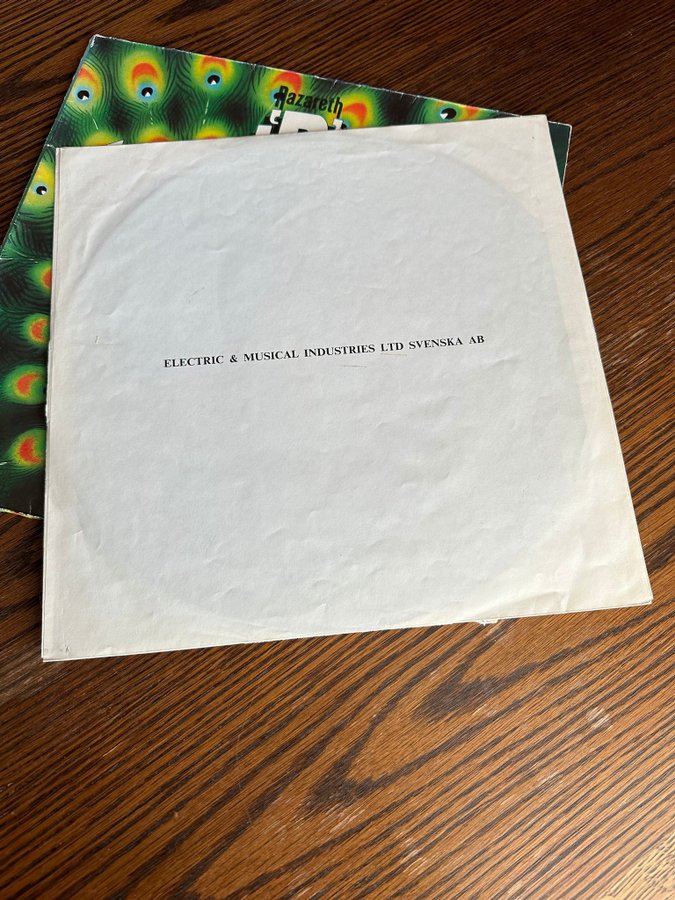 Nazareth
ELECTRIC & MUSICAL INDUSTRIES LTD SVENSKA AB